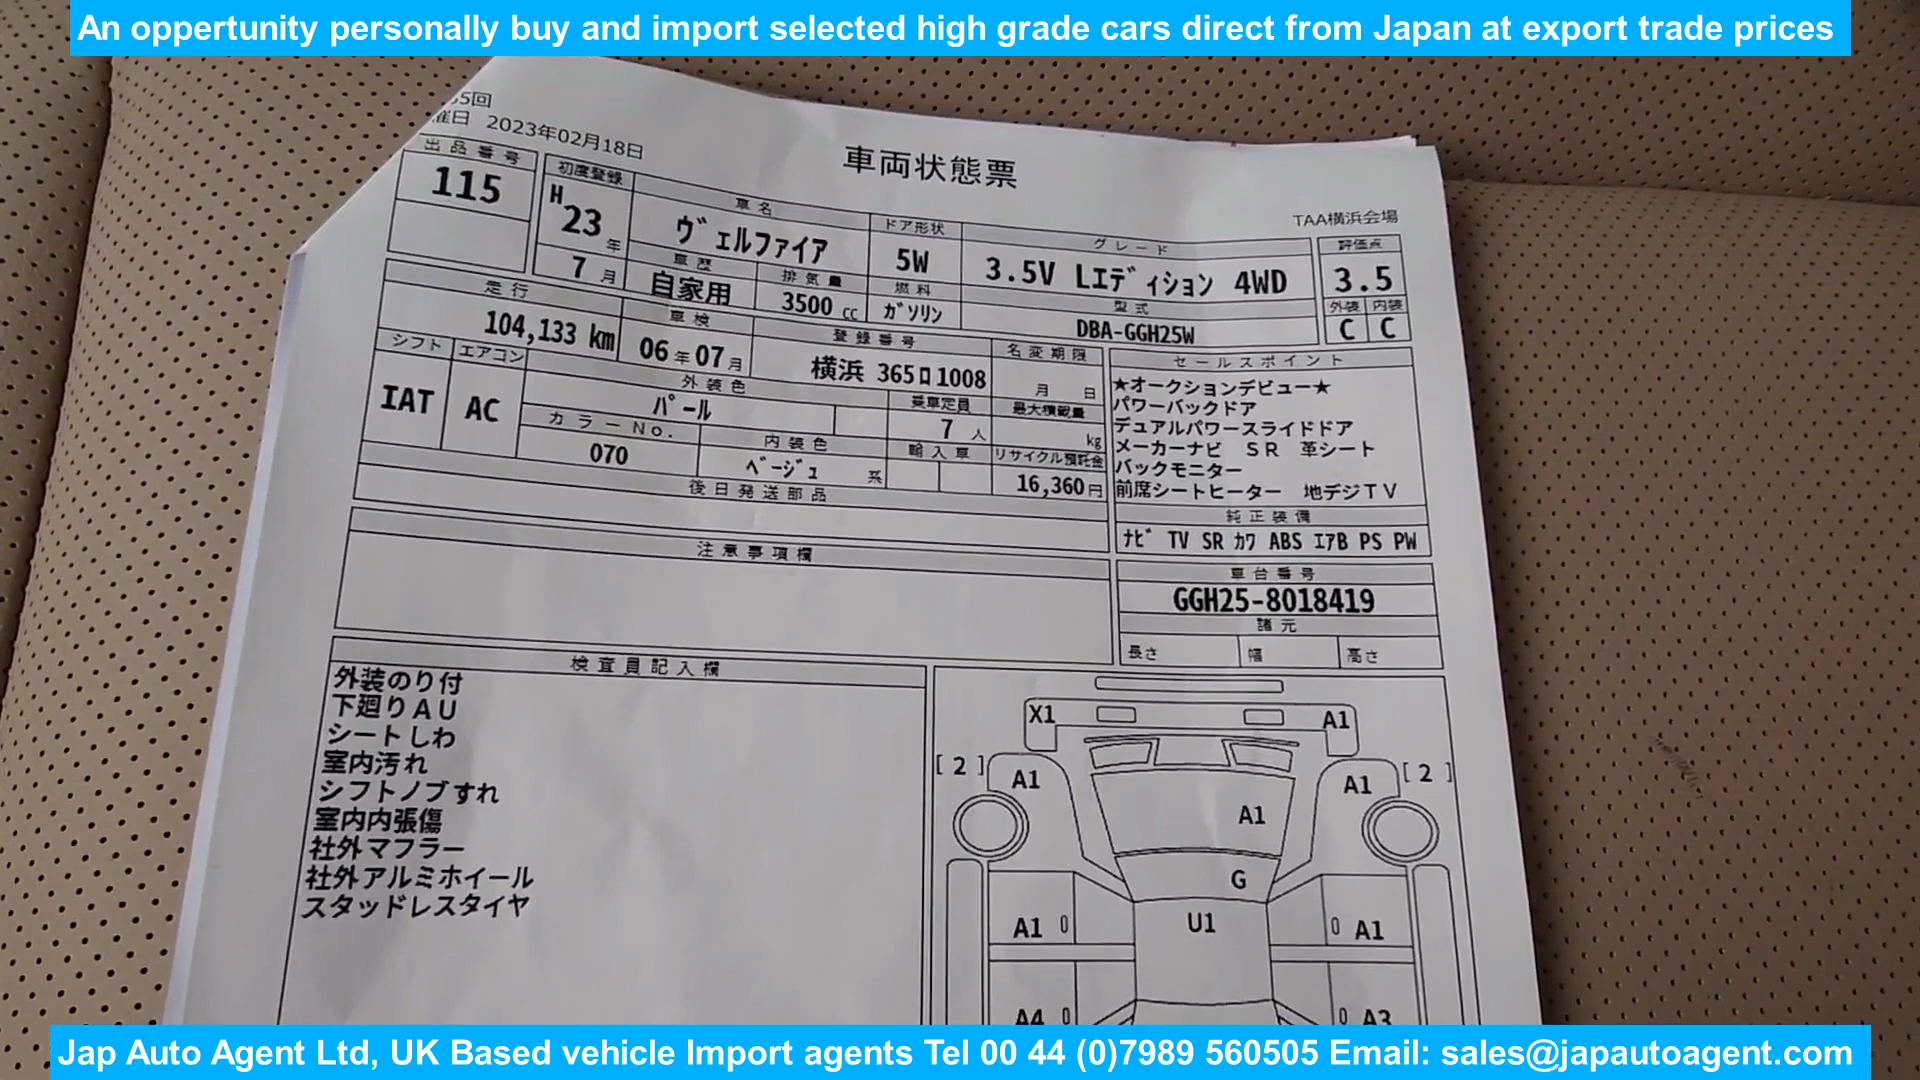 An oppertunity personally buy and import selected high grade cars direct from Japan at export trade prices
55回
催日 2023年02月18日
車両状態票
TAA横浜会場
出品番号
115
初度登録
H 23 年
7 月
車名
ヴェルファイア
ドア形状
5W
グレード
3.5V Lエディション 4WD
評価点
3.5
外装 内装
C C
車歴
自家用
排気量
3500 cc
燃料
ガソリン
型式
DBA-GGH25W
走行
104,133 km
車検
06年07月
登録番号
横浜 365ロ1008
名変期限
月 日
シフト
IAT
エアコン
AC
外装色
パール
カラーNo.
070
内装色
ベージュ 系
乗車定員
7 人
最大積載量
kg
輸入車
リサイクル預託金
16,360円
セールスポイント
★オークションデビュー★
パワーバックドア
デュアルパワースライドドア
メーカーナビ SR 革シート
バックモニター
前席シートヒーター 地デジTV
後日発送部品
純正装備
ナビ TV SR カワ ABS エアB PS PW
注意事項欄
車台番号
GGH25-8018419
諸元
長さ 幅 高さ
検査員記入欄
外装のり付
下廻りAU
シートしわ
室内汚れ
シフトノブすれ
室内内張傷
社外マフラー
社外アルミホイール
スタッドレスタイヤ
X1 A1
[ 2 ] A1 A1 [ 2 ]
A1
G
A1 U1 A1
A4 A3
Jap Auto Agent Ltd, UK Based vehicle Import agents Tel 00 44 (0)7989 560505 Email: sales@japautoagent.com